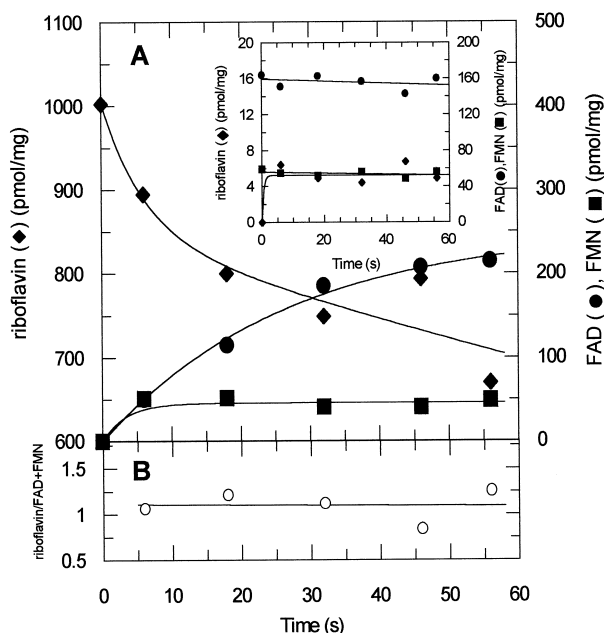 A
1100
1000
900
800
700
600
riboflavin (◆) (pmol/mg)
500
400
300
200
100
0
FAD (●), FMN (■) (pmol/mg)
20
16
12
8
4
0
riboflavin (◆) (pmol/mg)
200
160
120
80
40
0
FAD(●),FMN (■) (pmol/mg)
0 20 40 60
Time (s)
B
1.5
1
0.5
riboflavin/FAD+FMN
0 10 20 30 40 50 60
Time (s)